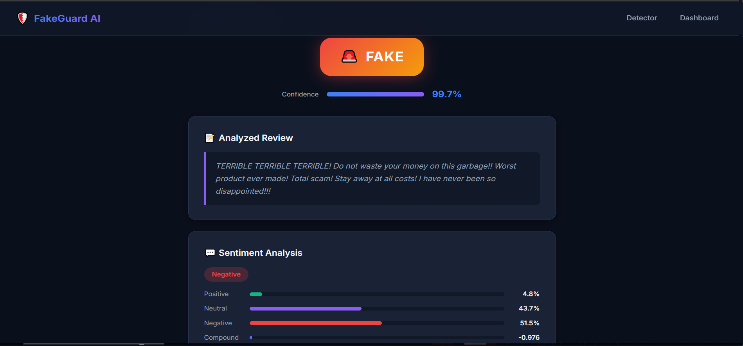 FakeGuard AI
Detector
Dashboard
FAKE
Confidence
99.7%
Analyzed Review
TERRIBLE TERRIBLE TERRIBLE! Do not waste your money on this garbage!! Worst
product ever made! Total scam! Stay away at all costs! I have never been so
disappointed!!!
Sentiment Analysis
Negative
Positive 4.8%
Neutral 43.7%
Negative 51.5%
Compound -0.976